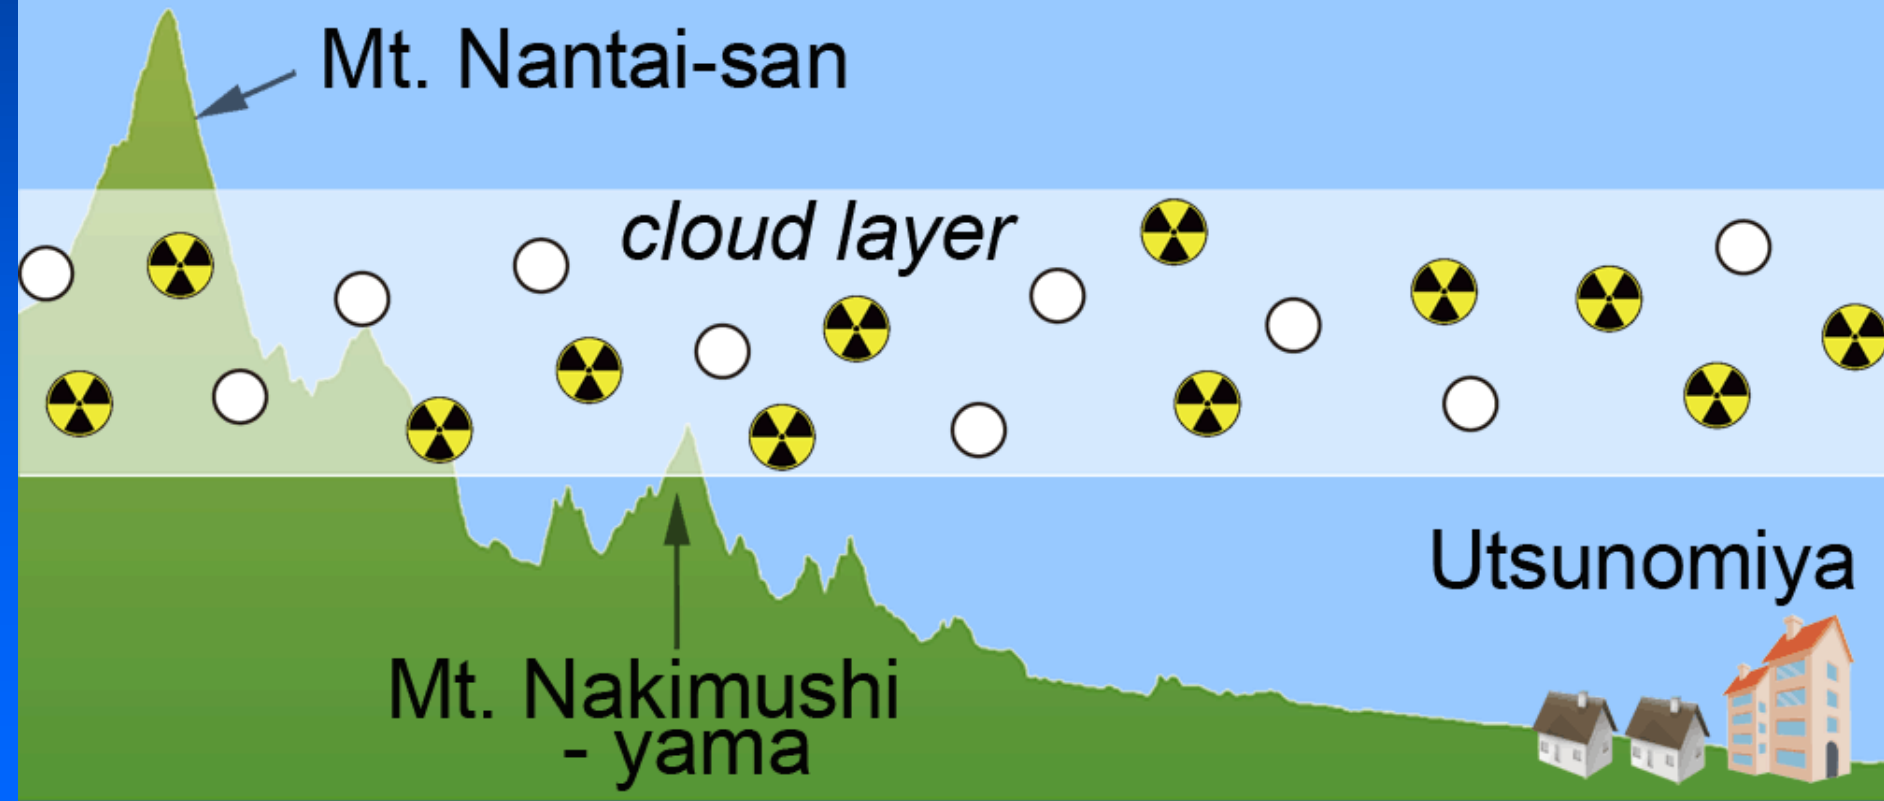 Mt. Nantai-san
cloud layer
Utsunomiya
Mt. Nakimushi
- yama